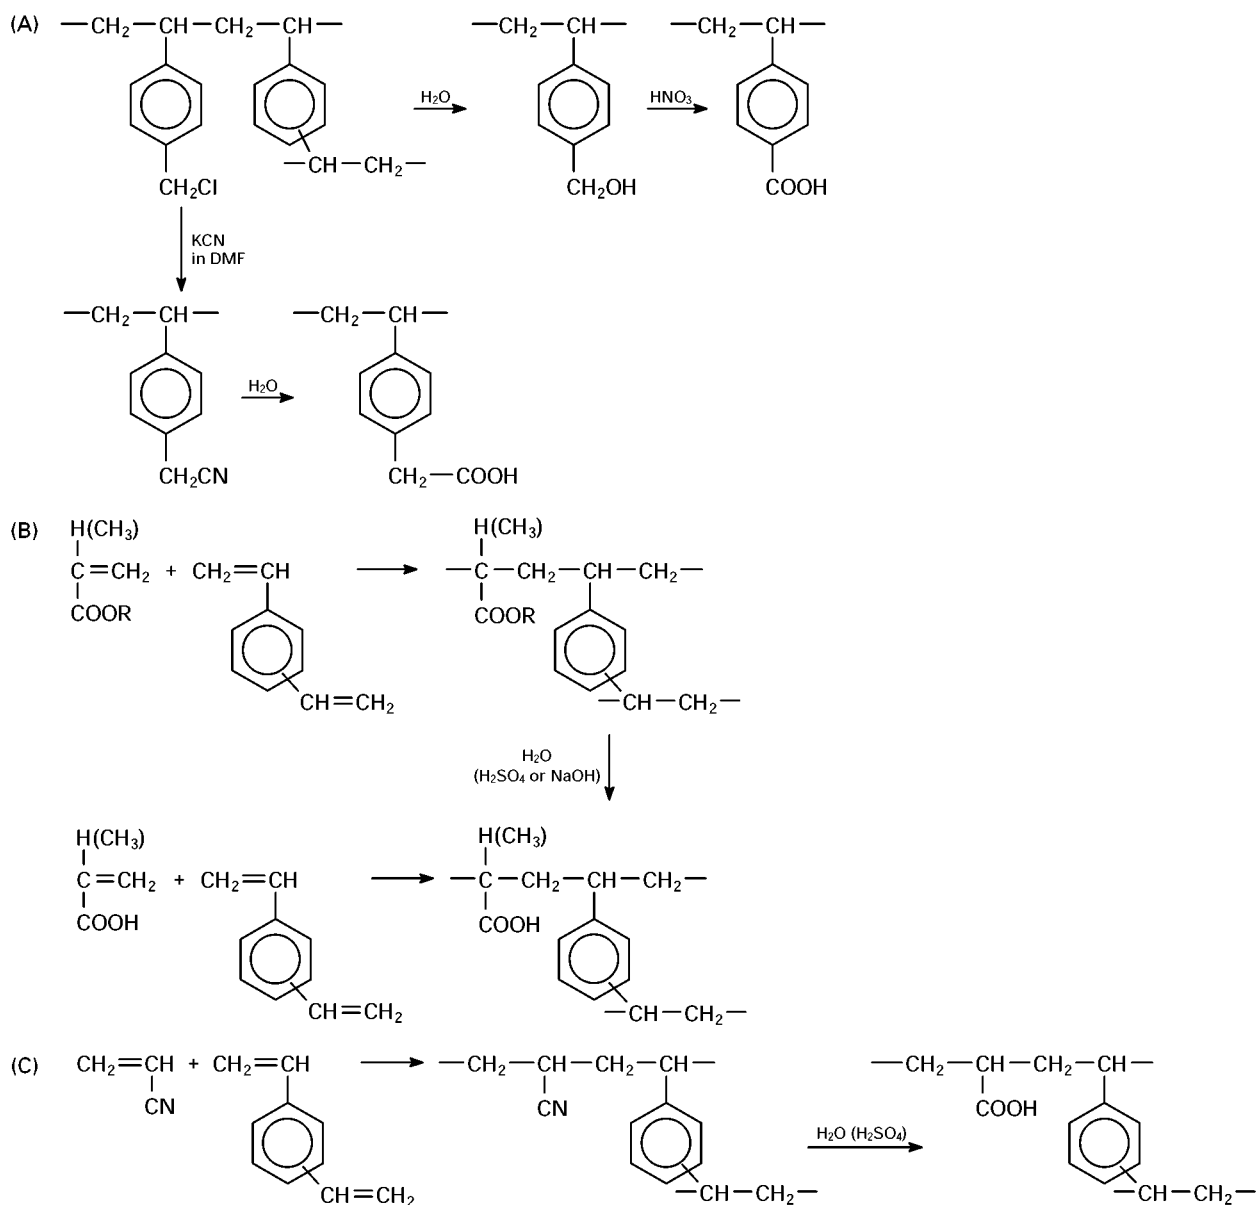 (A) —CH₂—CH—CH₂—CH— —CH₂—CH— —CH₂—CH—
H₂O HNO₃
—CH—CH₂—
CH₂Cl CH₂OH COOH
KCN
in DMF
—CH₂—CH— —CH₂—CH—
H₂O
CH₂CN CH₂—COOH
(B) H(CH₃) H(CH₃)
C=CH₂ + CH₂=CH —C—CH₂—CH—CH₂—
COOR COOR
CH=CH₂ —CH—CH₂—
H₂O
(H₂SO₄ or NaOH)
H(CH₃) H(CH₃)
C=CH₂ + CH₂=CH —C—CH₂—CH—CH₂—
COOH COOH
CH=CH₂ —CH—CH₂—
(C) CH₂=CH + CH₂=CH —CH₂—CH—CH₂—CH— —CH₂—CH—CH₂—CH—
CN CN COOH
H₂O (H₂SO₄)
CH=CH₂ —CH—CH₂— —CH—CH₂—